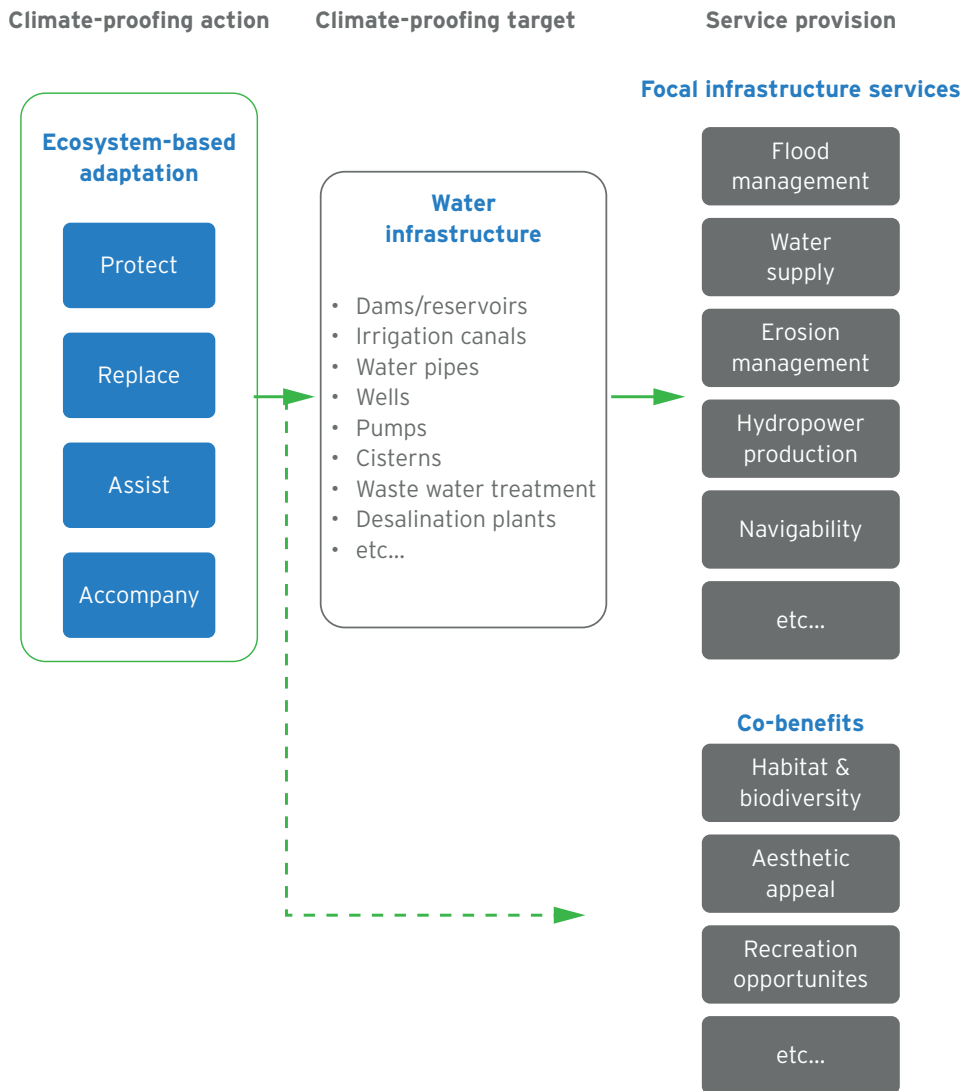 Climate-proofing action
Climate-proofing target
Service provision
Ecosystem-based
adaptation
Protect
Replace
Assist
Accompany
Water
infrastructure
• Dams/reservoirs
• Irrigation canals
• Water pipes
• Wells
• Pumps
• Cisterns
• Waste water treatment
• Desalination plants
• etc...
Focal infrastructure services
Flood
management
Water
supply
Erosion
management
Hydropower
production
Navigability
etc...
Co-benefits
Habitat &
biodiversity
Aesthetic
appeal
Recreation
opportunites
etc...